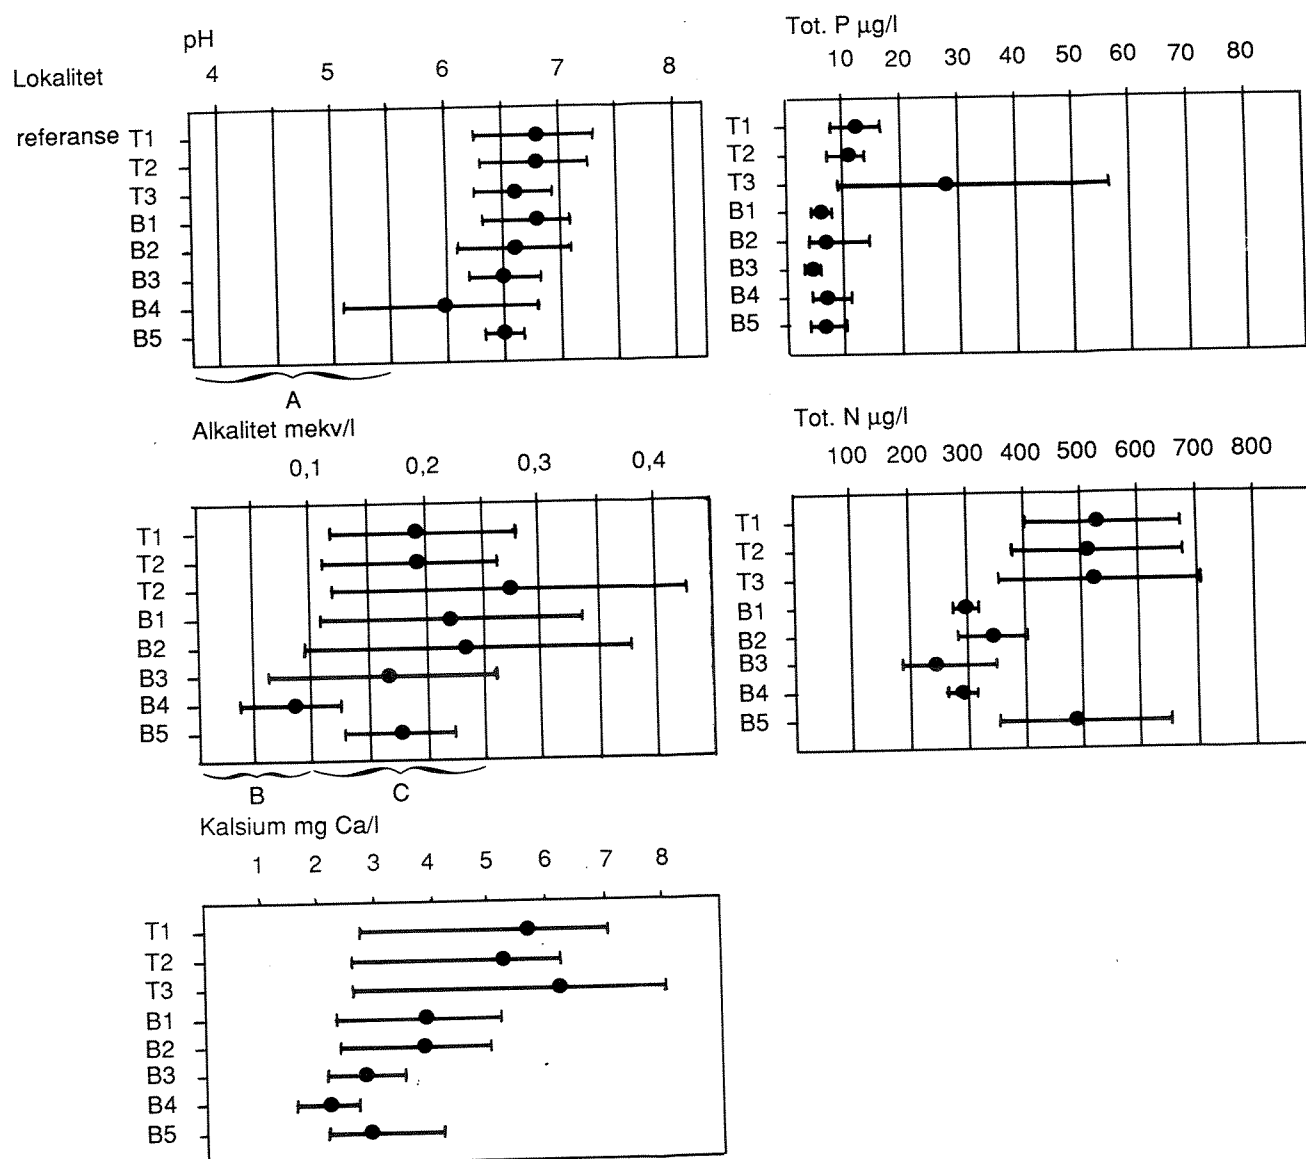 pH
Lokalitet 4 5 6 7 8
referanse T1
T2
T3
B1
B2
B3
B4
B5
A
Tot. P µg/l
10 20 30 40 50 60 70 80
T1
T2
T3
B1
B2
B3
B4
B5
Alkalitet mekv/l
0,1 0,2 0,3 0,4
T1
T2
T2
B1
B2
B3
B4
B5
B C
Tot. N µg/l
100 200 300 400 500 600 700 800
T1
T2
T3
B1
B2
B3
B4
B5
Kalsium mg Ca/l
1 2 3 4 5 6 7 8
T1
T2
T3
B1
B2
B3
B4
B5